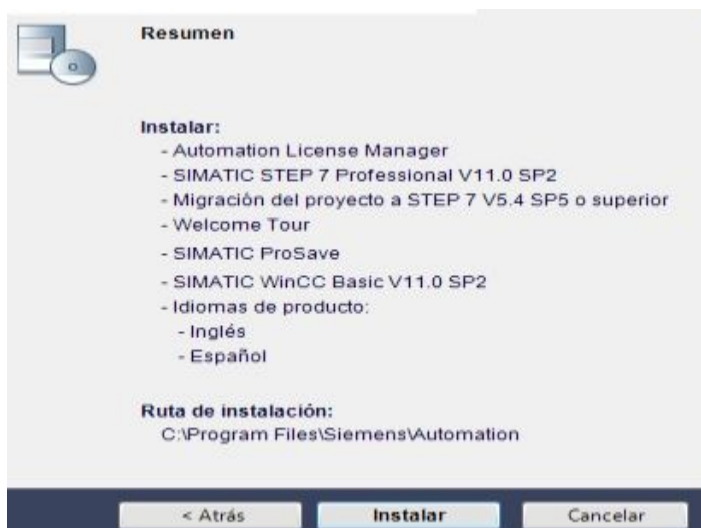 Resumen
Instalar:
- Automation License Manager
- SIMATIC STEP 7 Professional V11.0 SP2
- Migración del proyecto a STEP 7 V5.4 SP5 o superior
- Welcome Tour
- SIMATIC ProSave
- SIMATIC WinCC Basic V11.0 SP2
- Idiomas de producto:
- Inglés
- Español
Ruta de instalación:
C:\Program Files\Siemens\Automation
< Atrás Instalar Cancelar